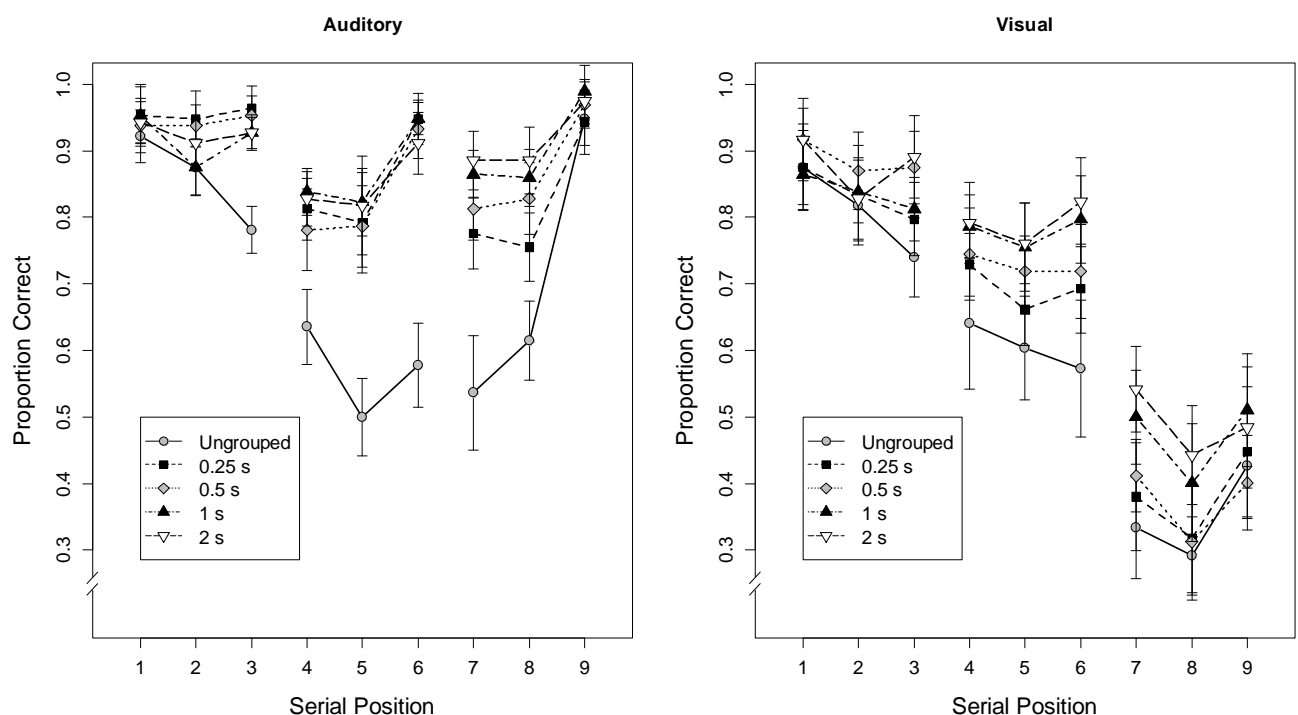 Auditory
Proportion Correct
1.0
0.9
0.8
0.7
0.6
0.5
0.4
0.3
Ungrouped
0.25 s
0.5 s
1 s
2 s
1 2 3 4 5 6 7 8 9
Serial Position
Visual
Proportion Correct
1.0
0.9
0.8
0.7
0.6
0.5
0.4
0.3
Ungrouped
0.25 s
0.5 s
1 s
2 s
1 2 3 4 5 6 7 8 9
Serial Position